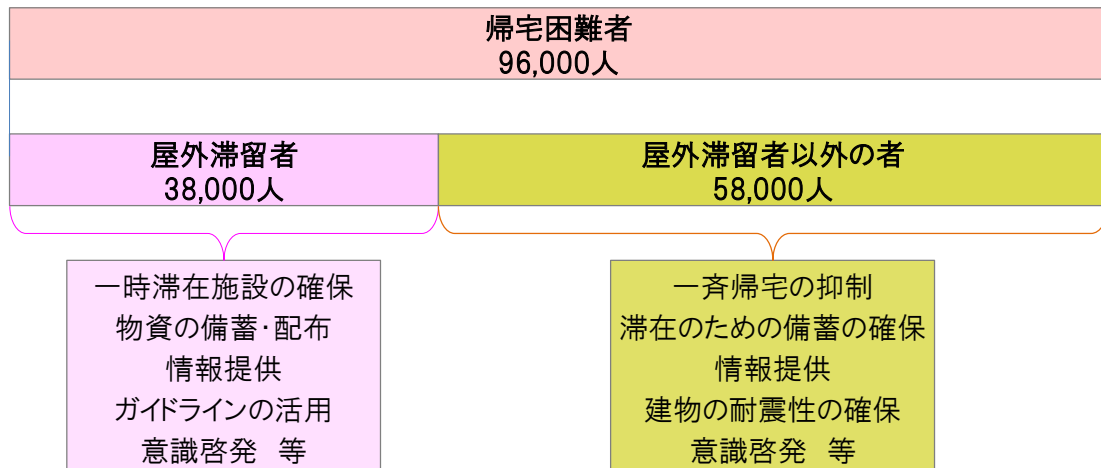 帰宅困難者
96,000人
屋外滞留者
38,000人
屋外滞留者以外の者
58,000人
一時滞在施設の確保
物資の備蓄・配布
情報提供
ガイドラインの活用
意識啓発　等
一斉帰宅の抑制
滞在のための備蓄の確保
情報提供
建物の耐震性の確保
意識啓発　等